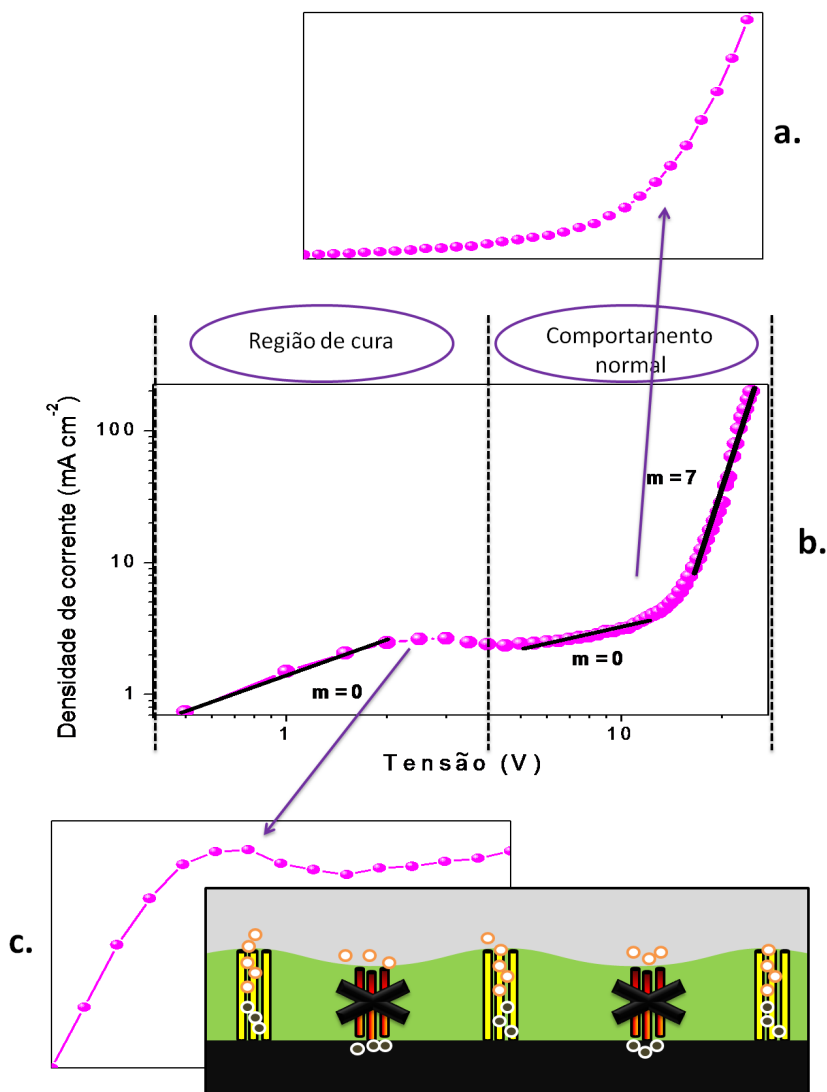 a.
Região de cura
Comportamento
normal
Densidade de corrente (mA cm⁻²)
100
10
1
m = 7
m = 0
m = 0
b.
1
10
Tensão (V)
c.